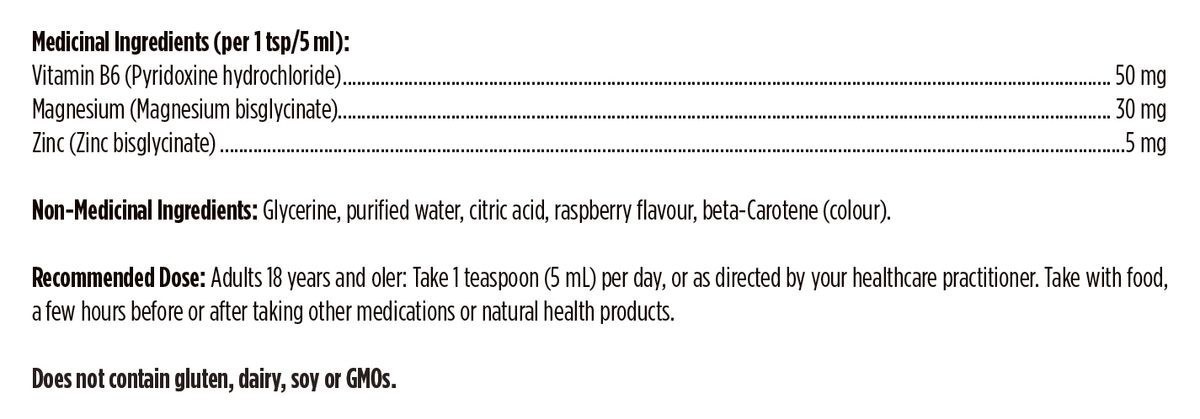 Medicinal Ingredients (per 1 tsp/5 ml):
Vitamin B6 (Pyridoxine hydrochloride)........ 50 mg
Magnesium (Magnesium bisglycinate)........ 30 mg
Zinc (Zinc bisglycinate) ........5 mg
Non-Medicinal Ingredients: Glycerine, purified water, citric acid, raspberry flavour, beta-Carotene (colour).
Recommended Dose: Adults 18 years and oler: Take 1 teaspoon (5 mL) per day, or as directed by your healthcare practitioner. Take with food,
a few hours before or after taking other medications or natural health products.
Does not contain gluten, dairy, soy or GMOs.